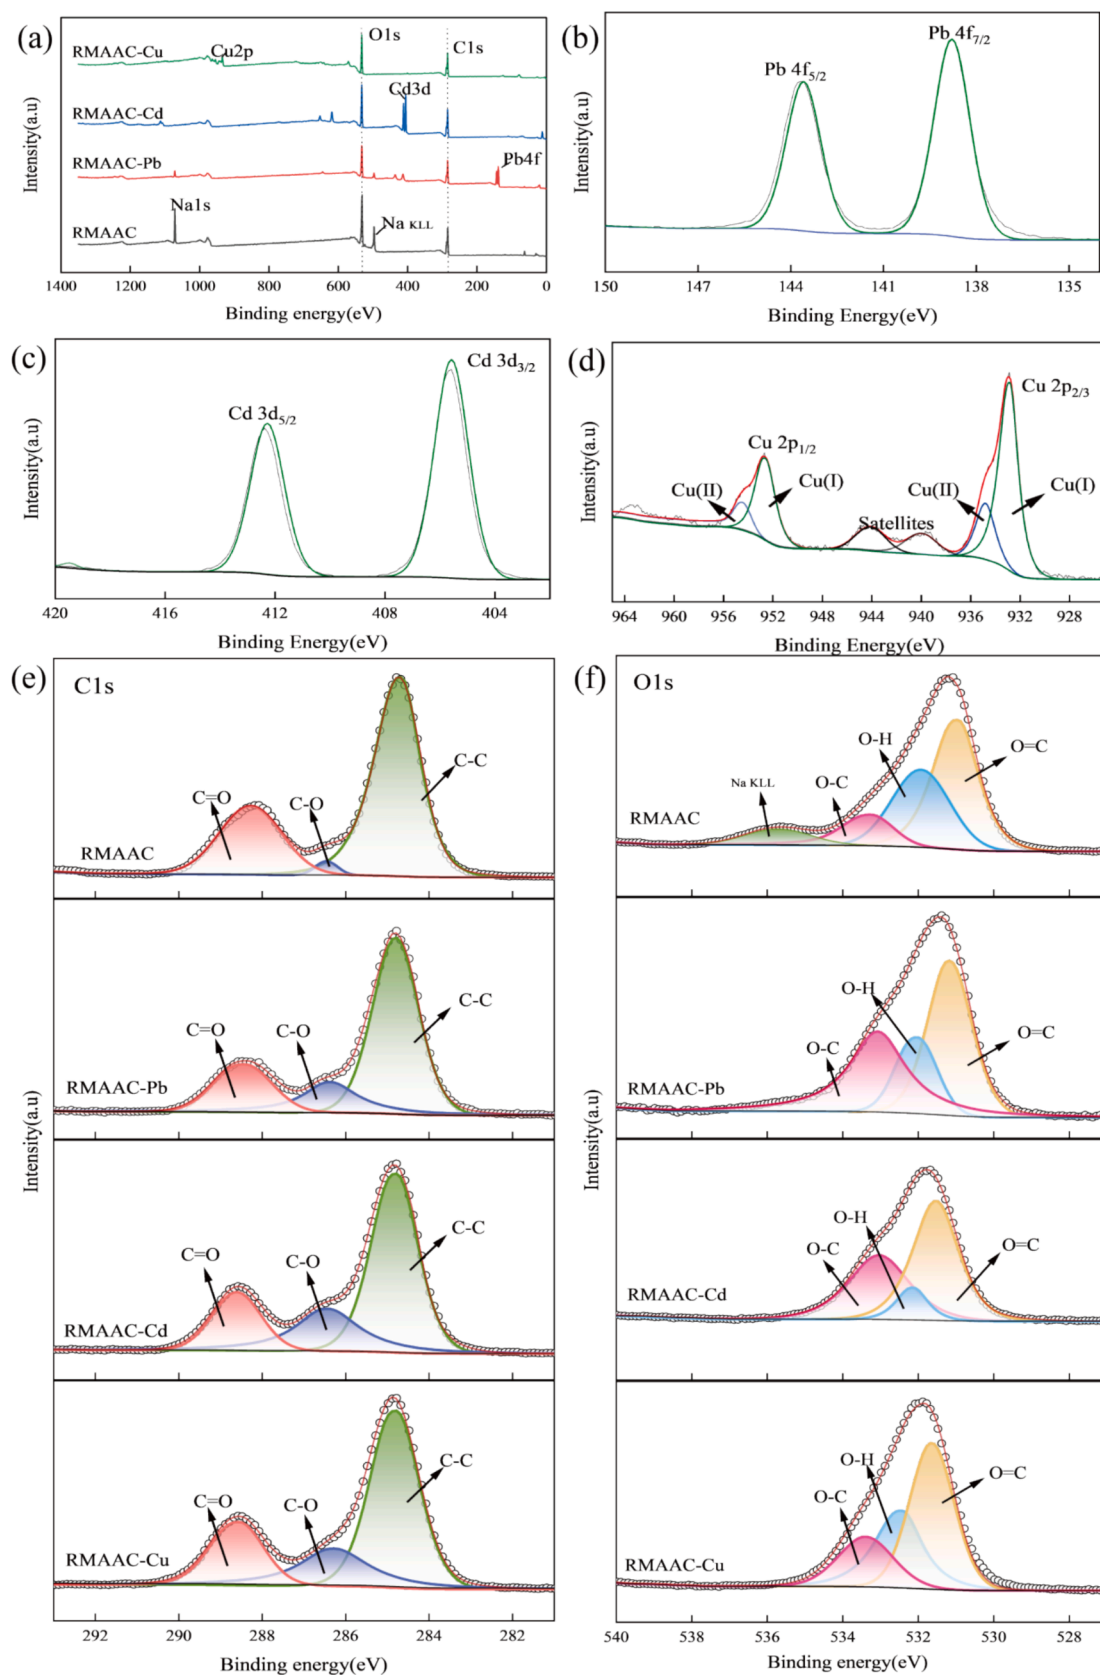 (a)
RMAAC-Cu
Cu2p
O1s
C1s
RMAAC-Cd
Cd3d
RMAAC-Pb
Pb4f
Na1s
RMAAC
Na KLL
Intensity(a.u)
1400 1200 1000 800 600 400 200 0
Binding energy(eV)
(b)
Pb 4f7/2
Pb 4f5/2
Intensity(a.u)
150 147 144 141 138 135
Binding Energy(eV)
(c)
Cd 3d3/2
Cd 3d5/2
Intensity(a.u)
420 416 412 408 404
Binding Energy(eV)
(d)
Cu 2p2/3
Cu 2p1/2
Cu(II)
Cu(I)
Satellites
Cu(II)
Cu(I)
Intensity(a.u)
964 960 956 952 948 944 940 936 932 928
Binding Energy(eV)
(e)
C1s
C=O
C-O
C-C
RMAAC
C=O
C-O
C-C
RMAAC-Pb
C=O
C-O
C-C
RMAAC-Cd
C=O
C-O
C-C
RMAAC-Cu
Intensity(a.u)
292 290 288 286 284 282
Binding energy(eV)
(f)
O1s
Na KLL
O-C
O-H
O=C
RMAAC
O-C
O-H
O=C
RMAAC-Pb
O-C
O-H
O=C
RMAAC-Cd
O-C
O-H
O=C
RMAAC-Cu
Intensity(a.u)
540 536 534 532 530 528
Binding energy(eV)